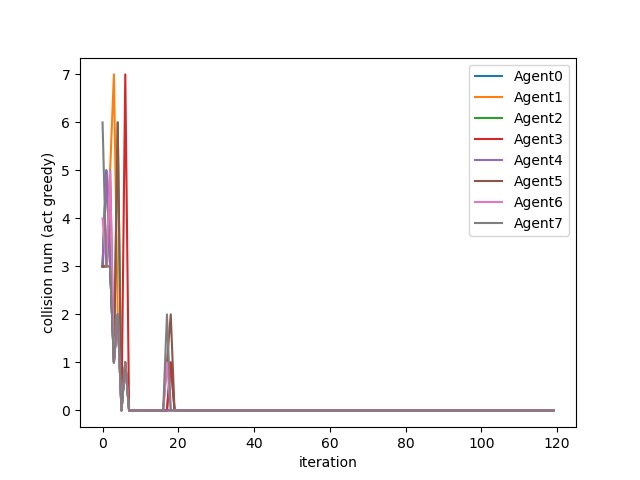 7
6
5
4
3
2
1
0
collision num (act greedy)
0 20 40 60 80 100 120
iteration
Agent0
Agent1
Agent2
Agent3
Agent4
Agent5
Agent6
Agent7